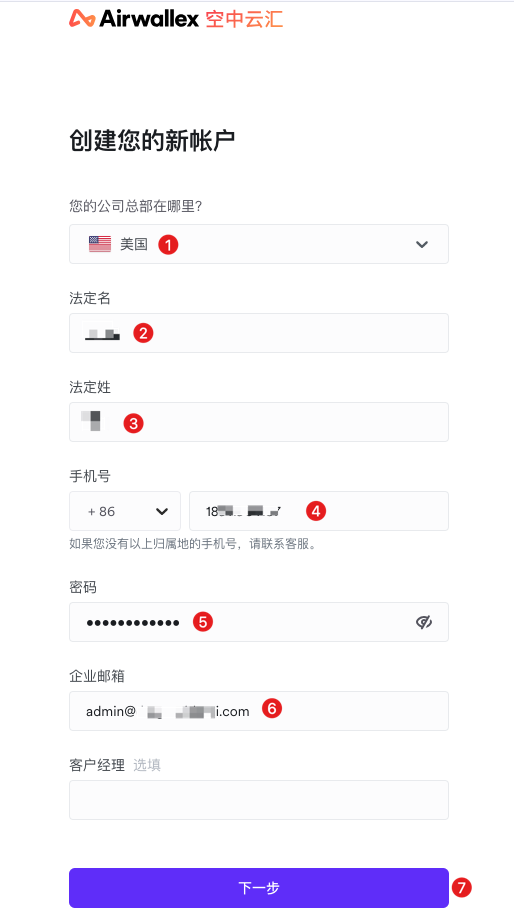 Airwallex 空中云汇
创建您的新帐户
您的公司总部在哪里?
美国 1
法定名
2
法定姓
3
手机号
+ 86 18 7 4
如果您没有以上归属地的手机号，请联系客服。
密码
•••••••••••• 5
企业邮箱
admin@ i.com 6
客户经理 选填
下一步 7